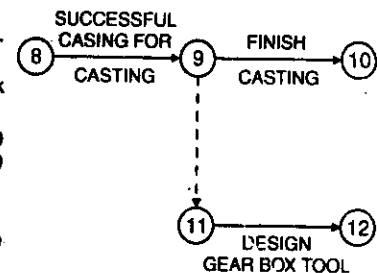 SUCCESSFUL
CASING FOR
8
CASTING
9
FINISH
CASTING
10
11
DESIGN
GEAR BOX TOOL
12